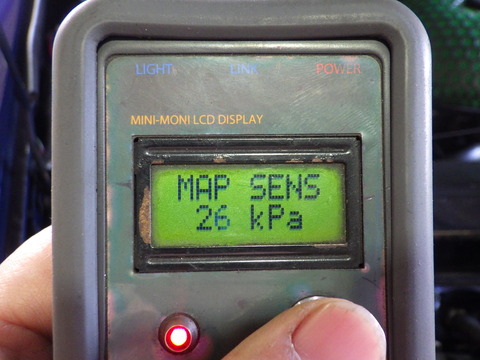 LIGHT LINK POWER
MINI-MONI LCD DISPLAY
MAP SENS
26 kPa